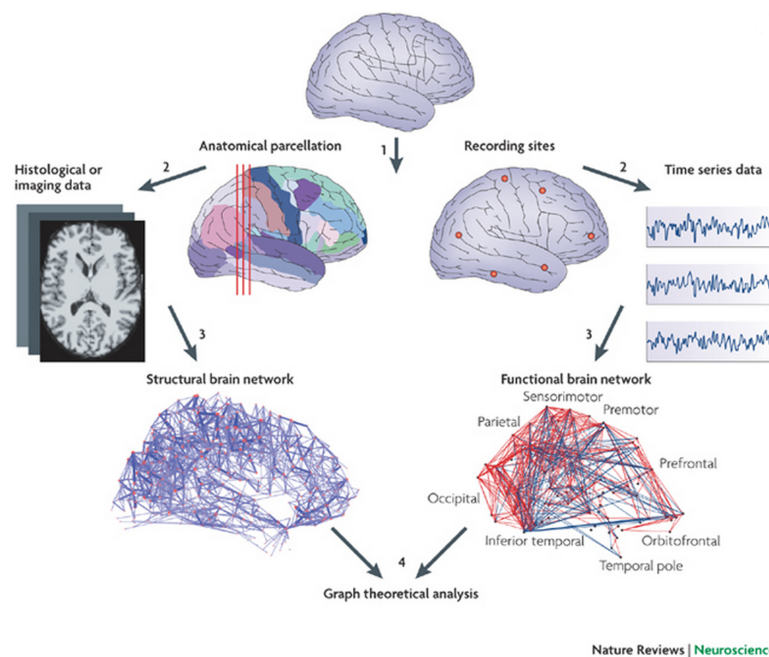 Anatomical parcellation
1
Recording sites
Histological or
imaging data
2
2
Time series data
3
3
Structural brain network
Functional brain network
Sensorimotor
Premotor
Parietal
Prefrontal
Occipital
Inferior temporal
Orbitofrontal
Temporal pole
4
Graph theoretical analysis
Nature Reviews | Neuroscience